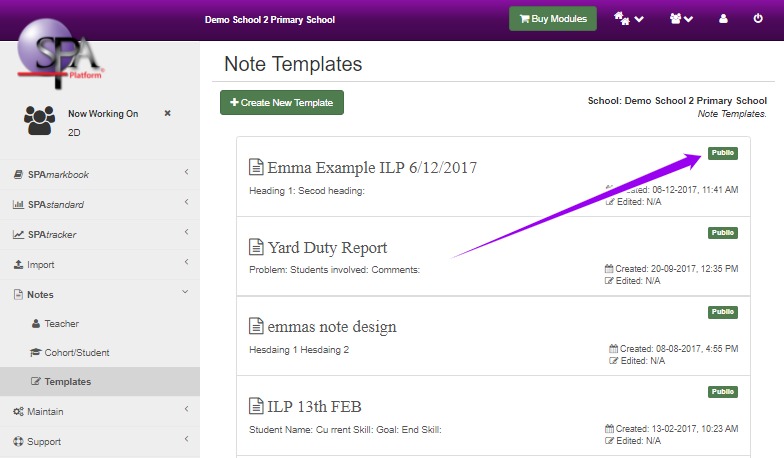 Demo School 2 Primary School
Buy Modules
SPA
Platform
Note Templates
Now Working On
2D
Create New Template
School: Demo School 2 Primary School
Note Templates.
SPAmarkbook
SPAstandard
SPAtracker
Import
Notes
Teacher
Cohort/Student
Templates
Maintain
Support
Public
Emma Example ILP 6/12/2017
Heading 1: Secod heading:
Created: 06-12-2017, 11:41 AM
Edited: N/A
Public
Yard Duty Report
Problem: Students involved: Comments:
Created: 20-09-2017, 12:35 PM
Edited: N/A
Public
emmas note design
Hesdaing 1 Hesdaing 2
Created: 08-08-2017, 4:55 PM
Edited: N/A
Public
ILP 13th FEB
Student Name: Cu rrent Skill: Goal: End Skill:
Created: 13-02-2017, 10:23 AM
Edited: N/A